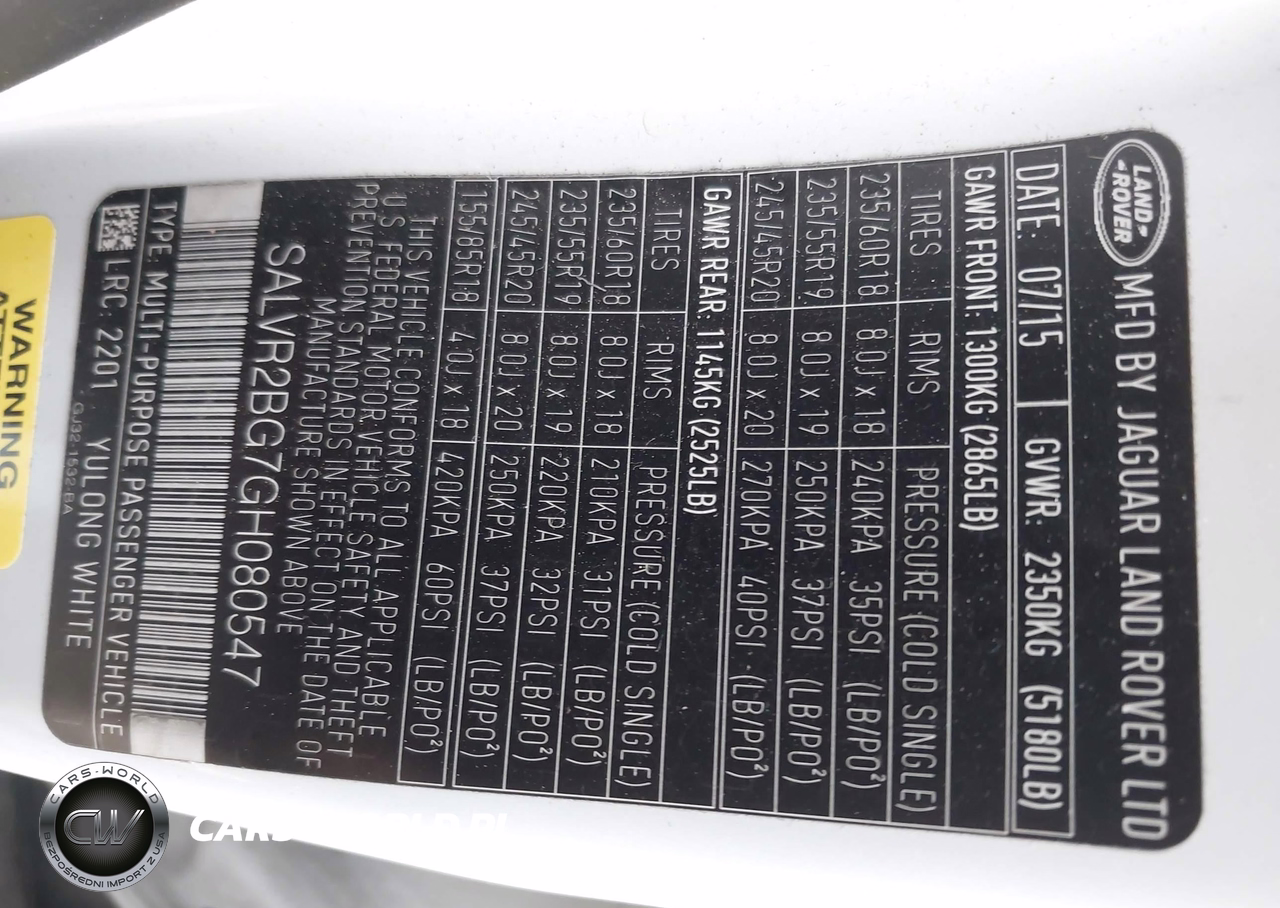 LAND
ROVER
MFD BY JAGUAR LAND ROVER LTD
DATE: 07/15 GVWR: 2350KG (5180LB)
GAWR FRONT: 1300KG (2865LB)
TIRES RIMS PRESSURE (COLD SINGLE)
235/60R18 8.0J x 18 240KPA 35PSI (LB/PO²)
235/55R19 8.0J x 19 250KPA 37PSI (LB/PO²)
245/45R20 8.0J x 20 270KPA 40PSI (LB/PO²)
GAWR REAR: 1145KG (2525LB)
TIRES RIMS PRESSURE (COLD SINGLE)
235/60R18 8.0J x 18 210KPA 31PSI (LB/PO²)
235/55R19 8.0J x 19 220KPA 32PSI (LB/PO²)
245/45R20 8.0J x 20 250KPA 37PSI (LB/PO²)
155/85R18 4.0J x 18 420KPA 60PSI (LB/PO²)
THIS VEHICLE CONFORMS TO ALL APPLICABLE
U.S FEDERAL MOTOR VEHICLE SAFETY AND THEFT
PREVENTION STANDARDS IN EFFECT ON THE DATE OF
MANUFACTURE SHOWN ABOVE
SALVR2BG7GH080547
TYPE: MULTI-PURPOSE PASSENGER VEHICLE
LRC: 2201 YULONG WHITE
WARNING
CARS-WORLD
CW
BEZPOŚREDNI IMPORT Z USA